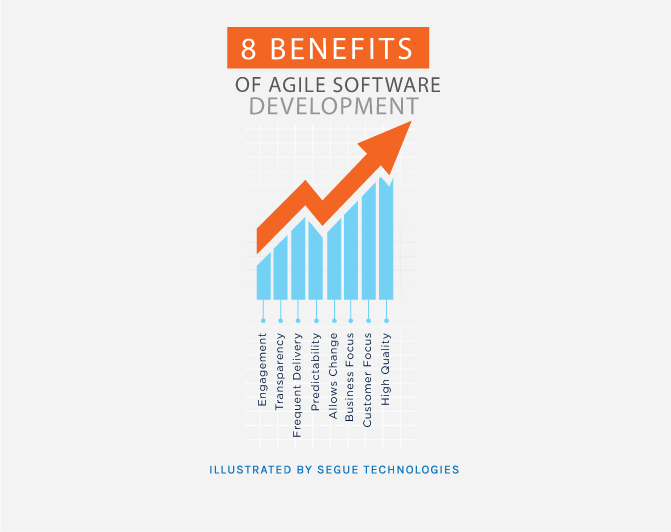 8 BENEFITS
OF AGILE SOFTWARE
DEVELOPMENT
Engagement
Transparency
Frequent Delivery
Predictability
Allows Change
Business Focus
Customer Focus
High Quality
ILLUSTRATED BY SEGUE TECHNOLOGIES